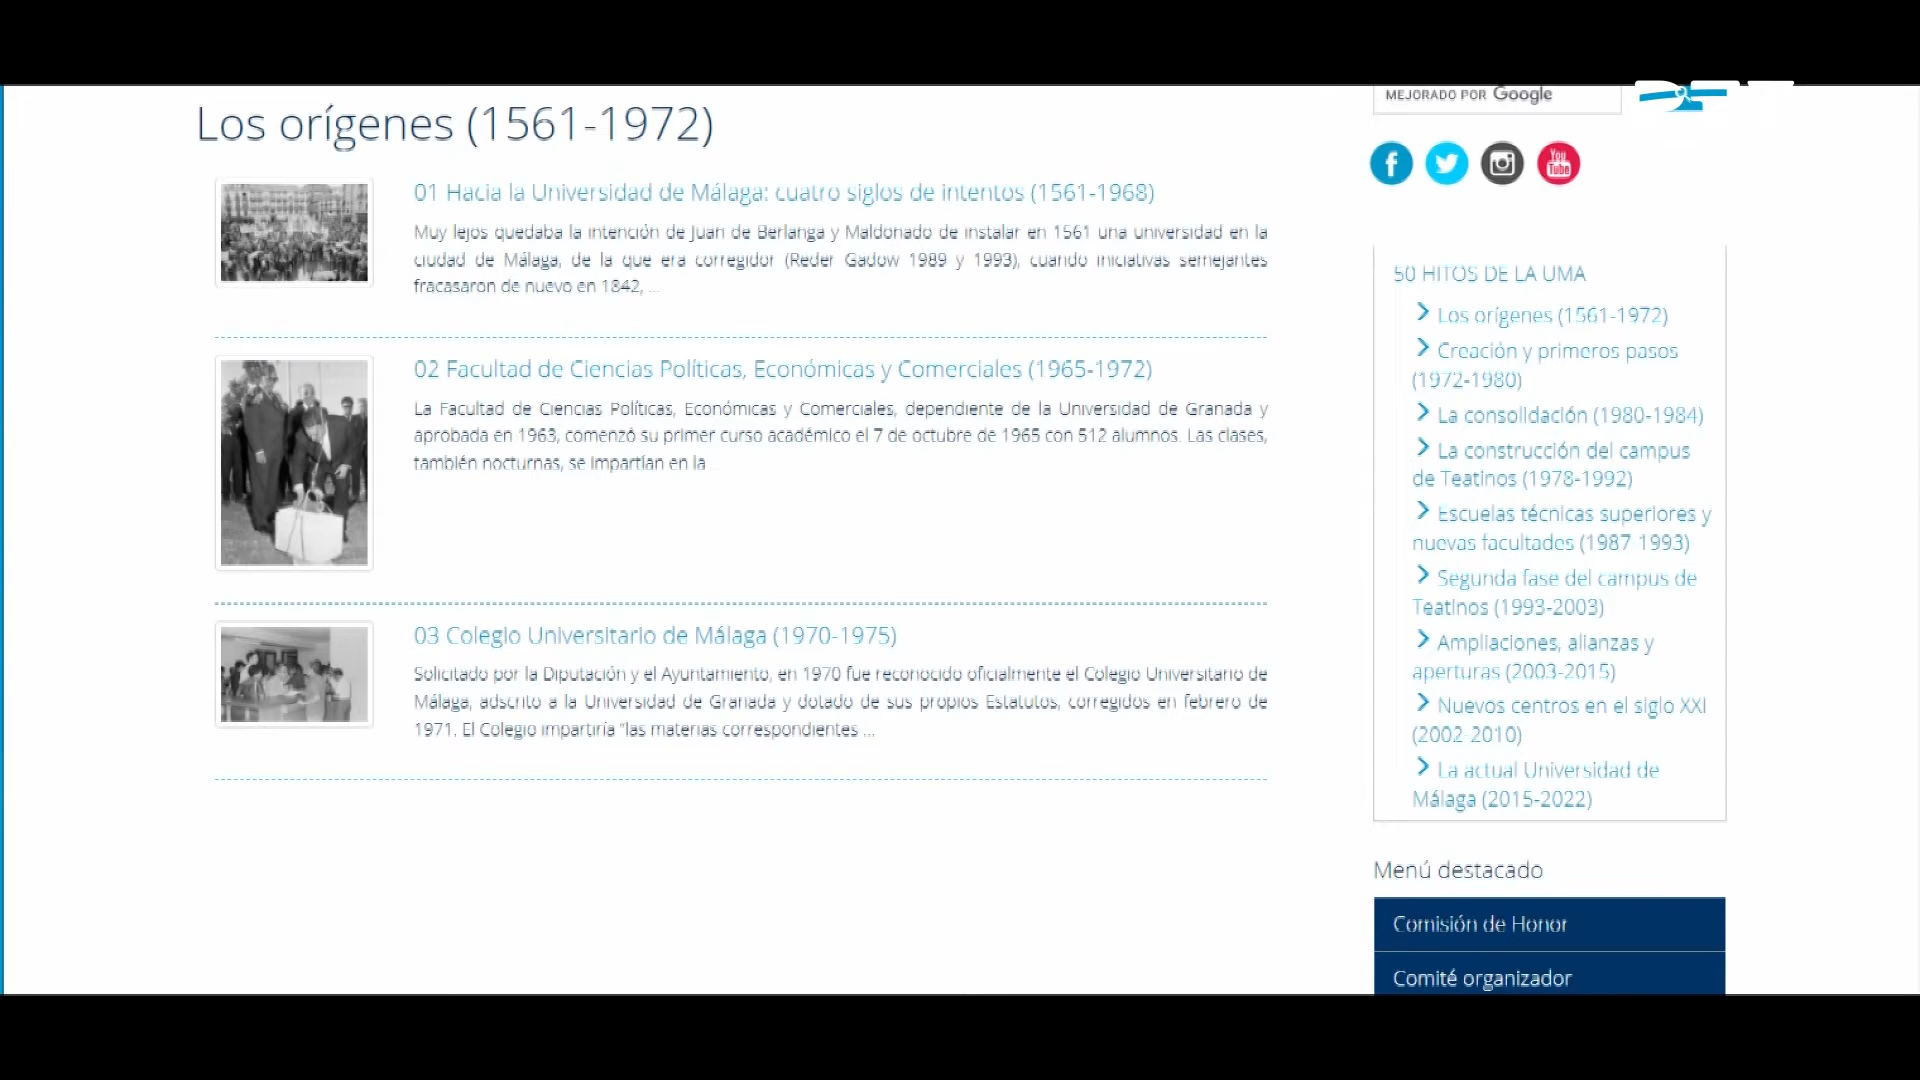 MEJORADO POR Google
Los orígenes (1561-1972)
01 Hacia la Universidad de Málaga: cuatro siglos de intentos (1561-1968)
Muy lejos quedaba la intención de Juan de Berlanga y Maldonado de instalar en 1561 una universidad en la
ciudad de Málaga, de la que era corregidor (Reder Gadow 1989 y 1993), cuando iniciativas semejantes
fracasaron de nuevo en 1842, ...
02 Facultad de Ciencias Políticas, Económicas y Comerciales (1965-1972)
La Facultad de Ciencias Políticas, Económicas y Comerciales, dependiente de la Universidad de Granada y
aprobada en 1963, comenzó su primer curso académico el 7 de octubre de 1965 con 512 alumnos. Las clases,
también nocturnas, se impartían en la ...
03 Colegio Universitario de Málaga (1970-1975)
Solicitado por la Diputación y el Ayuntamiento, en 1970 fue reconocido oficialmente el Colegio Universitario de
Málaga, adscrito a la Universidad de Granada y dotado de sus propios Estatutos, corregidos en febrero de
1971. El Colegio impartiría “las materias correspondientes ...
You
Tube
50 HITOS DE LA UMA
Los orígenes (1561-1972)
Creación y primeros pasos
(1972-1980)
La consolidación (1980-1984)
La construcción del campus
de Teatinos (1978-1992)
Escuelas técnicas superiores y
nuevas facultades (1987-1993)
Segunda fase del campus de
Teatinos (1993-2003)
Ampliaciones, alianzas y
aperturas (2003-2015)
Nuevos centros en el siglo XXI
(2002-2010)
La actual Universidad de
Málaga (2015-2022)
Menú destacado
Comisión de Honor
Comité organizador